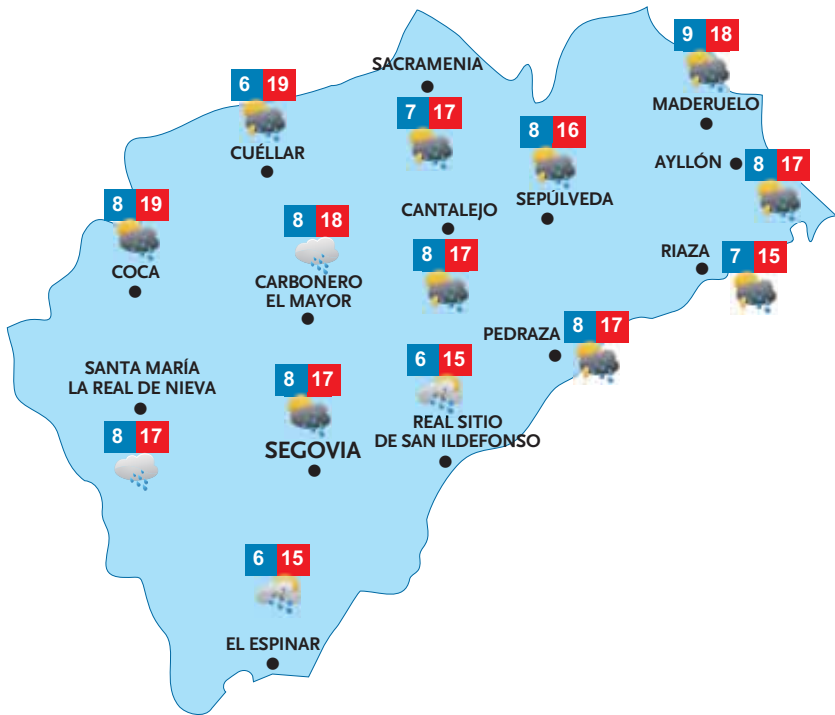 9 18
SACRAMENIA
6 19
MADERUELO
7 17
8 16
CUÉLLAR
AYLLÓN
8 17
8 19
SEPÚLVEDA
CANTALEJO
8 18
RIAZA
7 15
COCA
8 17
CARBONERO
EL MAYOR
PEDRAZA
8 17
SANTA MARÍA
LA REAL DE NIEVA
6 15
8 17
REAL SITIO
DE SAN ILDEFONSO
8 17
SEGOVIA
6 15
EL ESPINAR